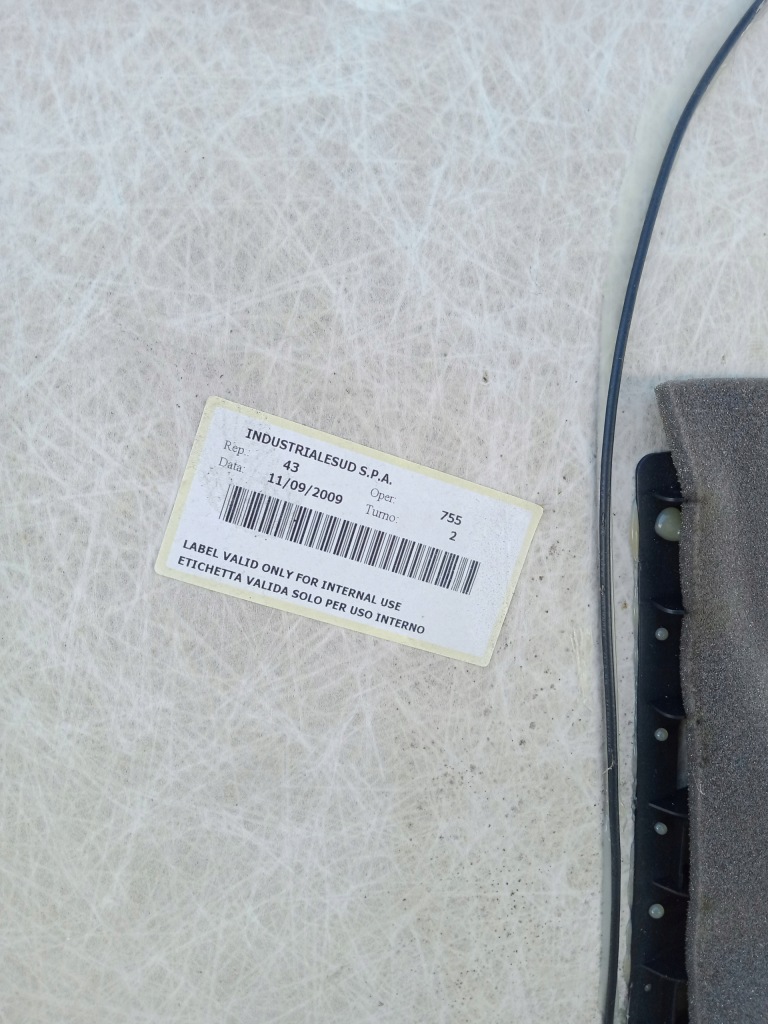 INDUSTRIALESUD S.P.A.
Rep. 43 Oper: 755
Data: 11/09/2009 Turno: 2
LABEL VALID ONLY FOR INTERNAL USE
ETICHETTA VALIDA SOLO PER USO INTERNO